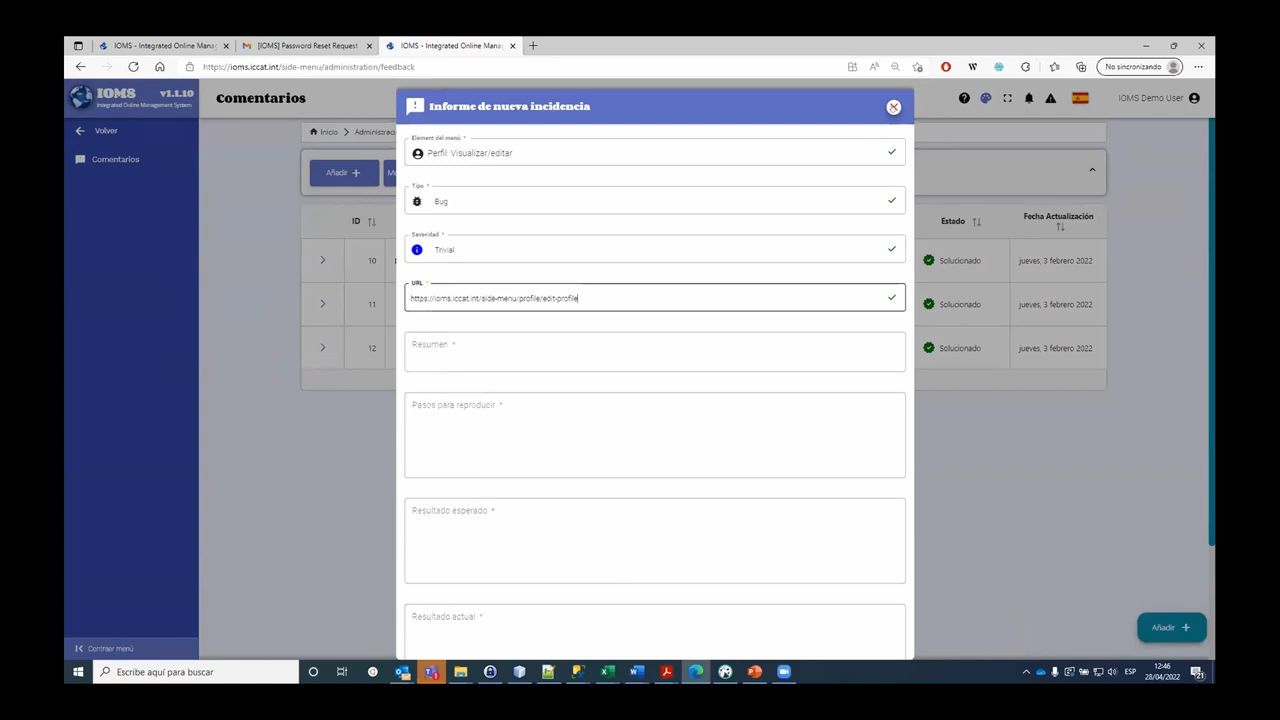 IOMS - Integrated Online Mana
[IOMS] Password Reset Request
IOMS - Integrated Online Mana
https://ioms.iccat.int/side-menu/administration/feedback
No sincronizando
IOMS v1.1.10
Integrated Online Management System
Comentarios
IOMS Demo User
Volver
Comentarios
Inicio > Administrac
Añadir +
ID
Estado
Fecha Actualización
10 Solucionado jueves, 3 febrero 2022
11 Solucionado jueves, 3 febrero 2022
12 Solucionado jueves, 3 febrero 2022
Informe de nueva incidencia
Element del menú *
Perfil: Visualizar/editar
Tipo *
Bug
Severidad *
Trivial
URL *
https://ioms.iccat.int/side-menu/profile/edit-profile
Resumen *
Pasos para reproducir *
Resultado esperado *
Resultado actual *
Añadir +
Contraer menú
Escribe aquí para buscar
ESP
12:46
28/04/2022
21